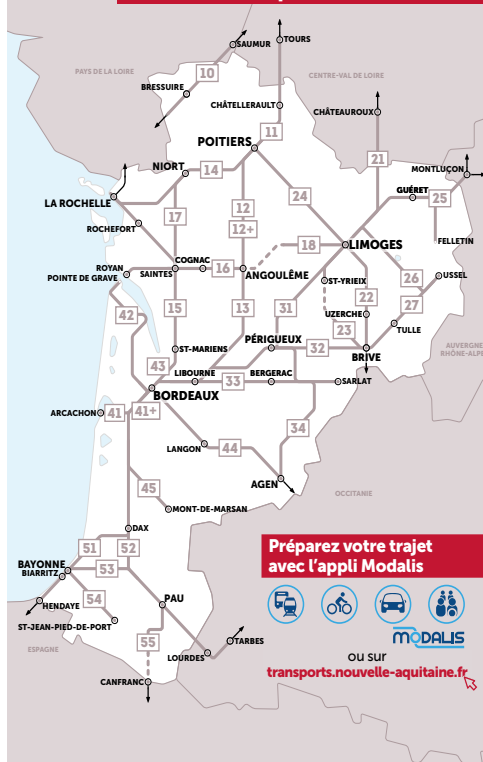 SAUMUR
TOURS
PAYS DE LA LOIRE
10
CENTRE-VAL DE LOIRE
BRESSUIRE
CHÂTELLERAULT
CHÂTEAUROUX
11
POITIERS
21
NIORT
14
MONTLUÇON
GUÉRET
25
LA ROCHELLE
24
12
17
12+
ROCHEFORT
18
LIMOGES
FELLETIN
COGNAC
16
ROYAN
POINTE DE GRAVE
SAINTES
ANGOULÊME
ST-YRIEIX
26
USSEL
22
27
42
15
13
31
UZERCHE
23
TULLE
PÉRIGUEUX
32
ST-MARIENS
BRIVE
AUVERGNE
RHÔNE-ALPE
43
LIBOURNE
33
BERGERAC
SARLAT
BORDEAUX
ARCACHON
41
41+
34
LANGON
44
AGEN
45
OCCITANIE
MONT-DE-MARSAN
DAX
51
52
BAYONNE
BIARRITZ
53
54
PAU
HENDAYE
ST-JEAN-PIED-DE-PORT
55
TARBES
ESPAGNE
LOURDES
CANFRANC
Préparez votre trajet
avec l'appli Modalis
MODALIS
ou sur
transports.nouvelle-aquitaine.fr